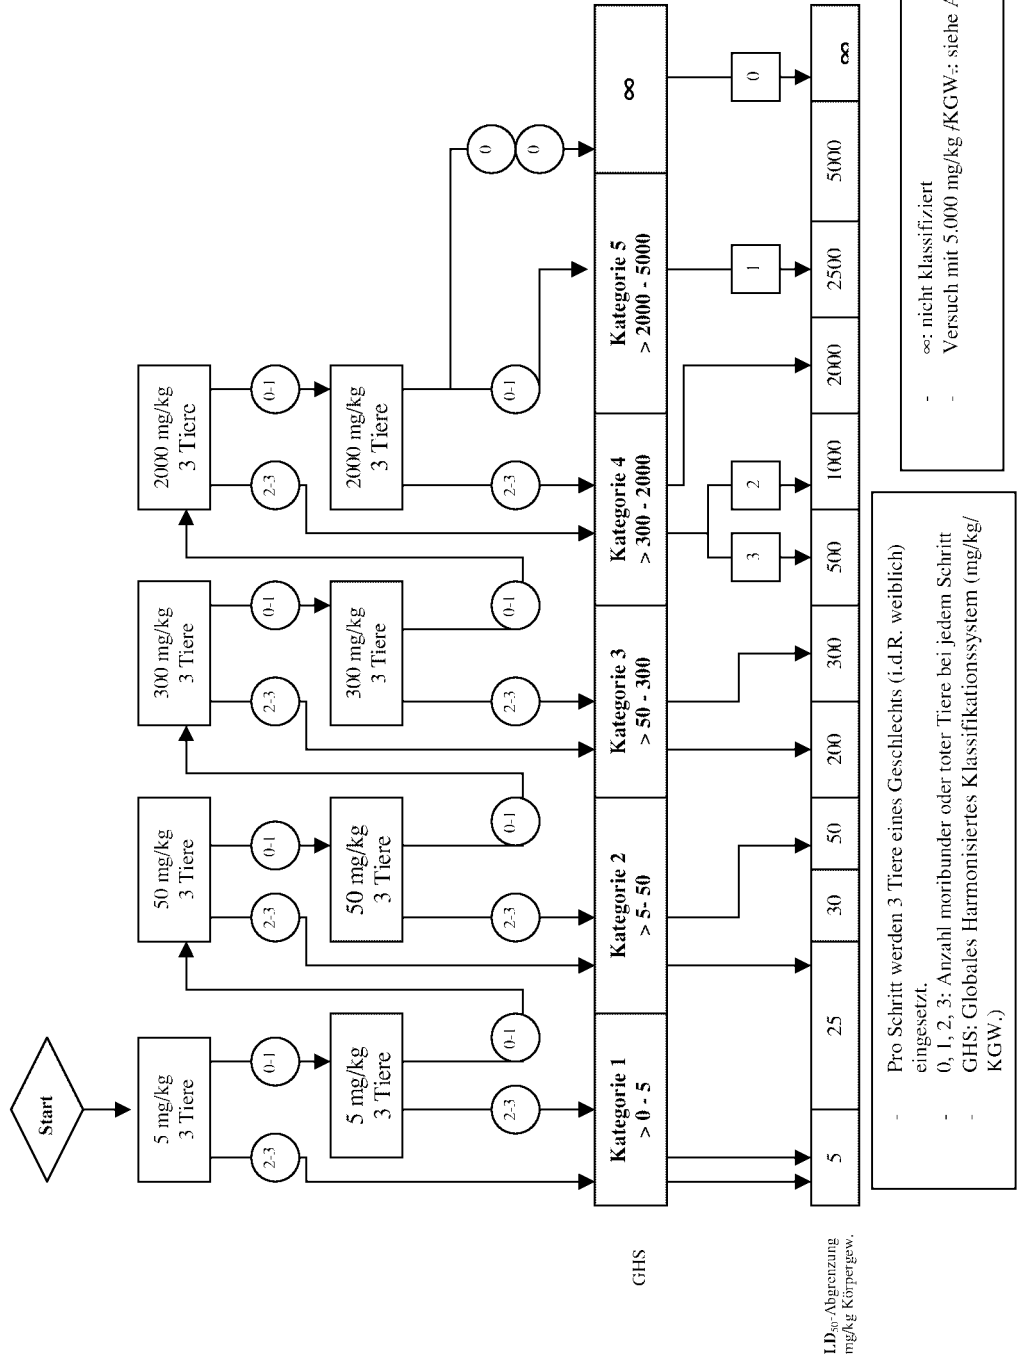 Start
5 mg/kg
3 Tiere
50 mg/kg
3 Tiere
300 mg/kg
3 Tiere
2000 mg/kg
3 Tiere
2-3
0-1
2-3
0-1
2-3
0-1
2-3
0-1
5 mg/kg
3 Tiere
50 mg/kg
3 Tiere
300 mg/kg
3 Tiere
2000 mg/kg
3 Tiere
2-3
0-1
2-3
0-1
2-3
0-1
2-3
0-1
0
0
GHS
Kategorie 1
> 0 - 5
Kategorie 2
> 5- 50
Kategorie 3
> 50 - 300
Kategorie 4
> 300 - 2000
Kategorie 5
> 2000 - 5000
∞
3
2
1
0
LD50-Abgrenzung
mg/kg Körpergew.
5
25
30
50
200
300
500
1000
2000
2500
5000
∞
- Pro Schritt werden 3 Tiere eines Geschlechts (i.d.R. weiblich)
eingesetzt.
- 0, 1, 2, 3: Anzahl moribunder oder toter Tiere bei jedem Schritt
- GHS: Globales Harmonisiertes Klassifikationssystem (mg/kg/
KGW.)
- ∞: nicht klassifiziert
- Versuch mit 5.000 mg/kg /KGW.: siehe